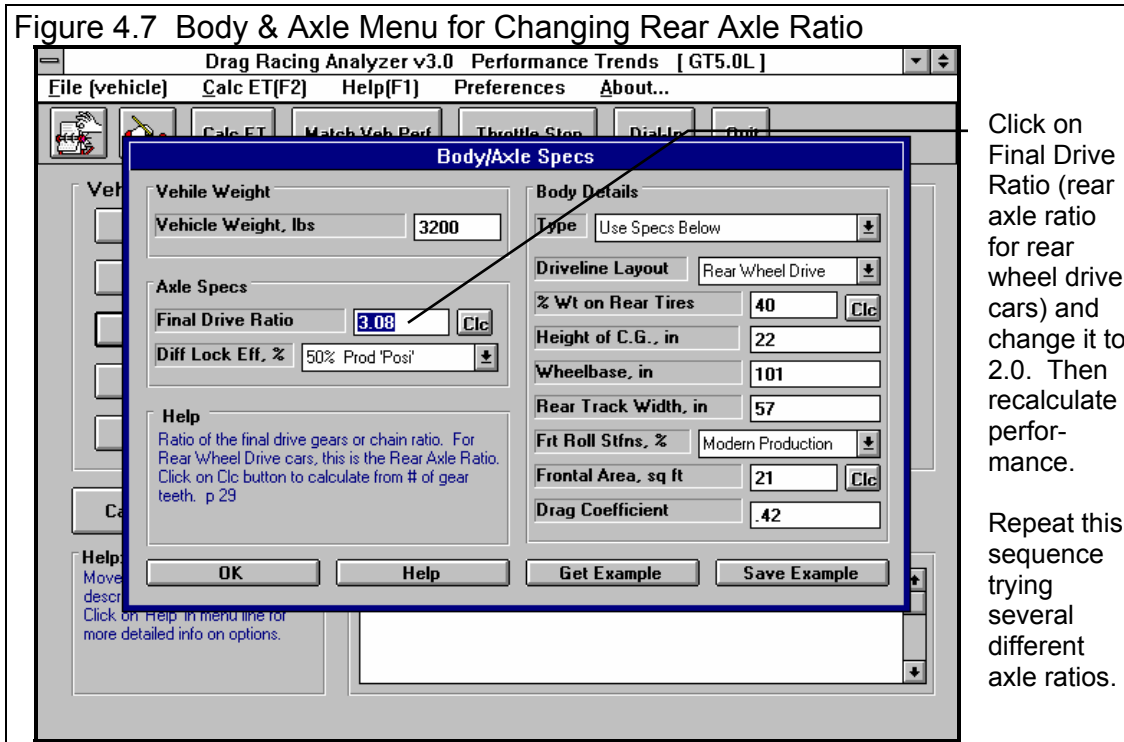 Figure 4.7 Body & Axle Menu for Changing Rear Axle Ratio
Drag Racing Analyzer v3.0 Performance Trends [ GT5.0L ]
File (vehicle) Calc ET(F2) Help(F1) Preferences About...
Calc ET Match Veh Perf Throttle Stop Dial-In Quit
Body/Axle Specs
Veh
Vehile Weight
Vehicle Weight, lbs 3200
Axle Specs
Final Drive Ratio 3.08 Clc
Diff Lock Eff, % 50% Prod 'Posi'
Help
Ratio of the final drive gears or chain ratio. For
Rear Wheel Drive cars, this is the Rear Axle Ratio.
Click on Clc button to calculate from # of gear
teeth. p 29
Body Details
Type Use Specs Below
Driveline Layout Rear Wheel Drive
% Wt on Rear Tires 40 Clc
Height of C.G., in 22
Wheelbase, in 101
Rear Track Width, in 57
Frt Roll Stfns, % Modern Production
Frontal Area, sq ft 21 Clc
Drag Coefficient .42
OK Help Get Example Save Example
Ca
Help:
Move
descr
Click on 'Help' in menu line for
more detailed info on options.
Click on
Final Drive
Ratio (rear
axle ratio
for rear
wheel drive
cars) and
change it to
2.0. Then
recalculate
perfor-
mance.
Repeat this
sequence
trying
several
different
axle ratios.